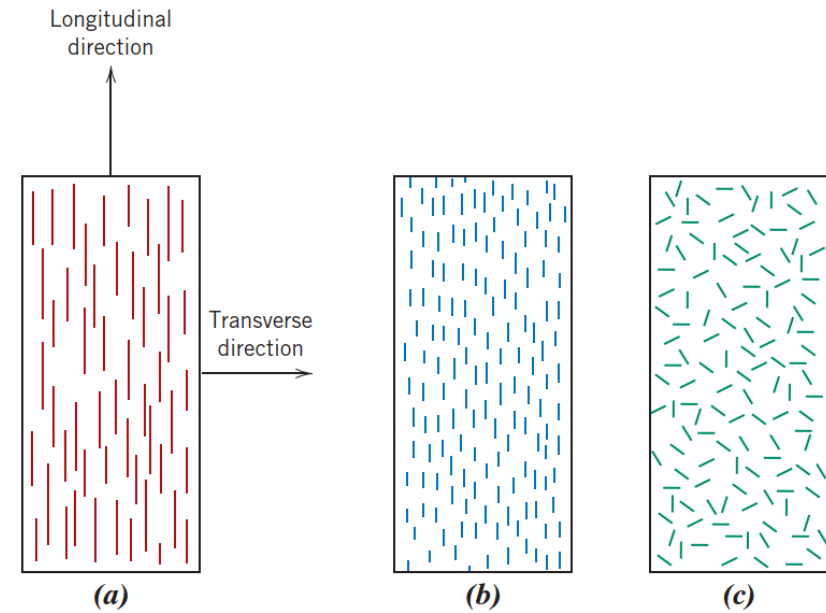 Longitudinal
direction
Transverse
direction
(a)
(b)
(c)